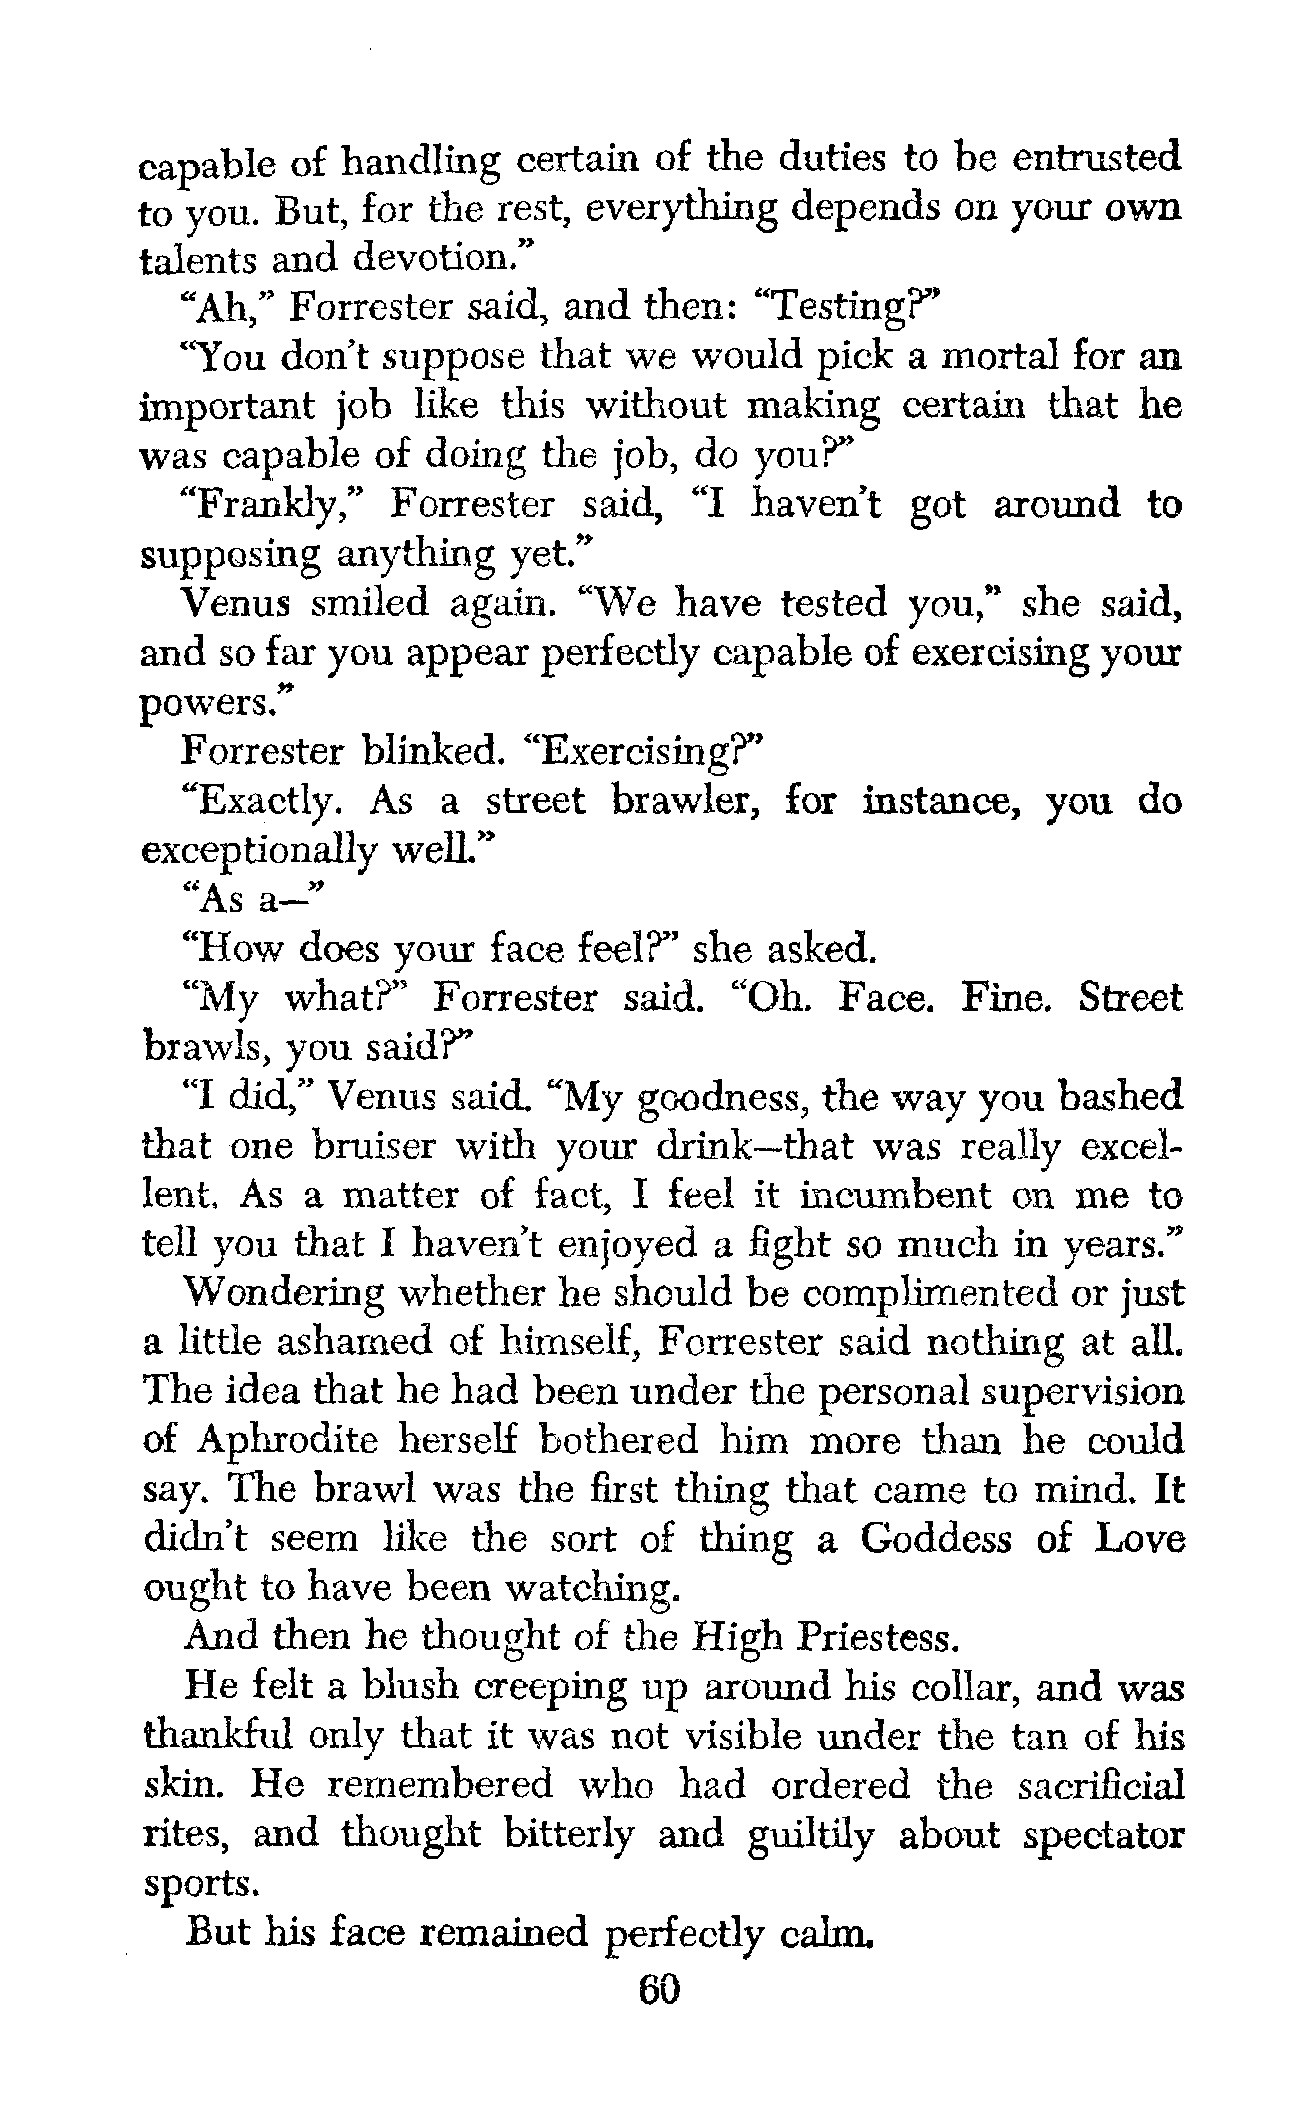 capable of handling certain of the duties to be entrusted
to you. But, for the rest, everything depends on your own
talents and devotion.”
“Ah,” Forrester said, and then: “Testing?”
“You don't suppose that we would pick a mortal for an
important job like this without making certain that he
was capable of doing the job, do you?”
“Frankly,” Forrester said, “I haven't got around to
supposing anything yet.”
Venus smiled again. “We have tested you,” she said,
and so far you appear perfectly capable of exercising your
powers.”
Forrester blinked. “Exercising?”
“Exactly. As a street brawler, for instance, you do
exceptionally well.”
“As a—”
“How does your face feel?” she asked.
“My what?” Forrester said. “Oh. Face. Fine. Street
brawls, you said?”
“I did,” Venus said. “My goodness, the way you bashed
that one bruiser with your drink—that was really excel-
lent. As a matter of fact, I feel it incumbent on me to
tell you that I haven't enjoyed a fight so much in years.”
Wondering whether he should be complimented or just
a little ashamed of himself, Forrester said nothing at all.
The idea that he had been under the personal supervision
of Aphrodite herself bothered him more than he could
say. The brawl was the first thing that came to mind. It
didn't seem like the sort of thing a Goddess of Love
ought to have been watching.
And then he thought of the High Priestess.
He felt a blush creeping up around his collar, and was
thankful only that it was not visible under the tan of his
skin. He remembered who had ordered the sacrificial
rites, and thought bitterly and guiltily about spectator
sports.
But his face remained perfectly calm.
60